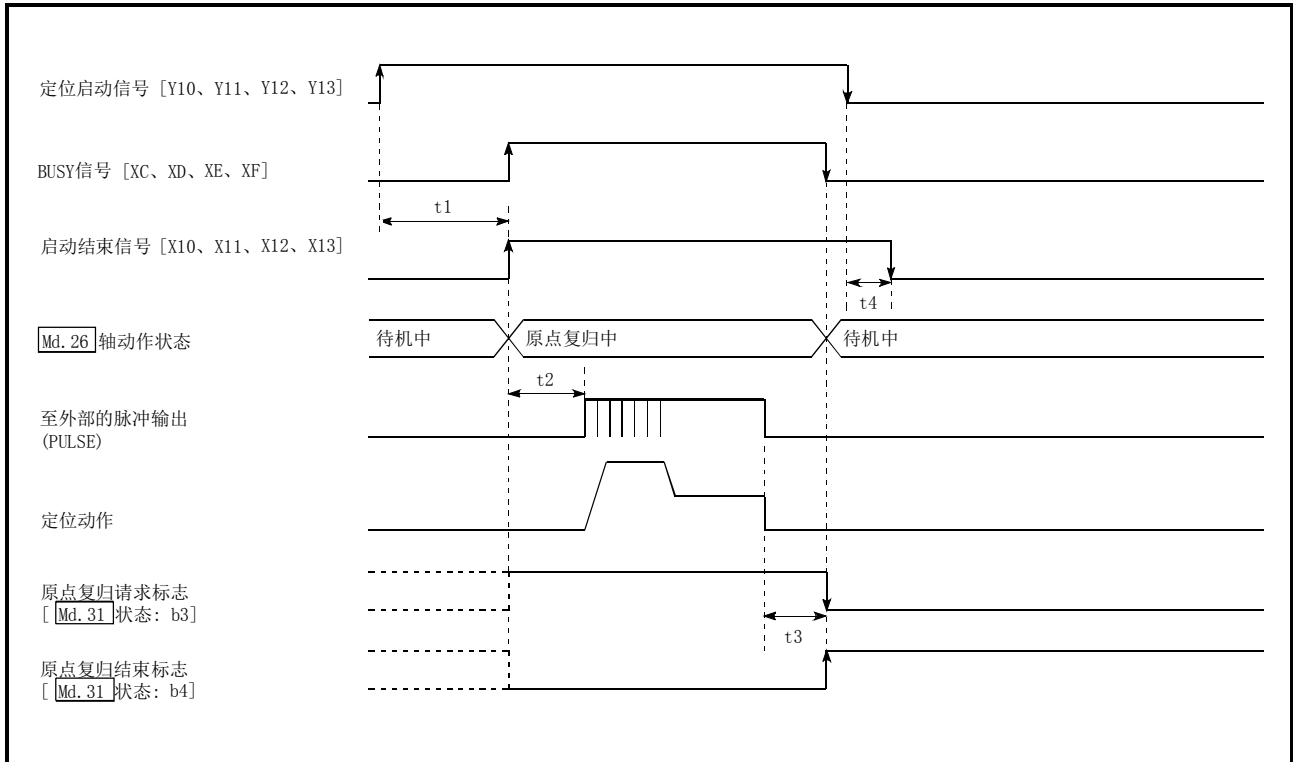 定位启动信号 [Y10、Y11、Y12、Y13]
BUSY信号 [XC、XD、XE、XF]
t1
启动结束信号 [X10、X11、X12、X13]
t4
Md.26 轴动作状态
待机中
原点复归中
待机中
t2
至外部的脉冲输出
(PULSE)
定位动作
原点复归请求标志
[ Md.31 状态: b3]
t3
原点复归结束标志
[ Md.31 状态: b4]